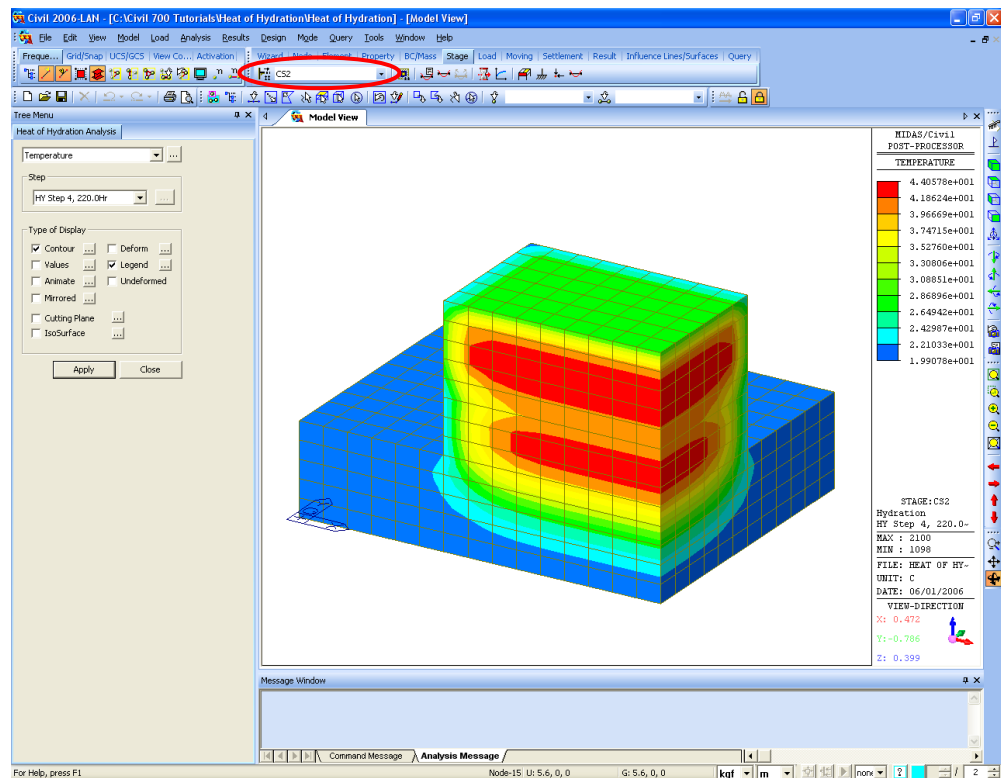 Civil 2006-LAN - [C:\Civil 700 Tutorials\Heat of Hydration\Heat of Hydration] - [Model View]
File Edit View Model Load Analysis Results Design Mode Query Tools Window Help
Freque... Grid/Snap UCS/GCS View Co... Activation Wizard Node Element Property BC/Mass Stage Load Moving Settlement Result Influence Lines/Surfaces Query
CS2
Tree Menu
Model View
Heat of Hydration Analysis
Temperature
Step
HY Step 4, 220.0Hr
Type of Display
Contour ... Deform ...
Values ... Legend ...
Animate ... Undeformed
Mirrored ...
Cutting Plane ...
IsoSurface ...
Apply Close
MIDAS/Civil
POST-PROCESSOR
TEMPERATURE
4.40578e+001
4.18624e+001
3.96669e+001
3.74715e+001
3.52760e+001
3.30806e+001
3.08851e+001
2.86896e+001
2.64942e+001
2.42987e+001
2.21033e+001
1.99078e+001
STAGE:CS2
Hydration
HY Step 4, 220.0~
MAX : 2100
MIN : 1098
FILE: HEAT OF HY~
UNIT: C
DATE: 06/01/2006
VIEW-DIRECTION
X: 0.472
Y:-0.786
Z: 0.399
Message Window
Command Message Analysis Message
For Help, press F1 Node-15 U: 5.6, 0, 0 G: 5.6, 0, 0 kgf m none ? / 2